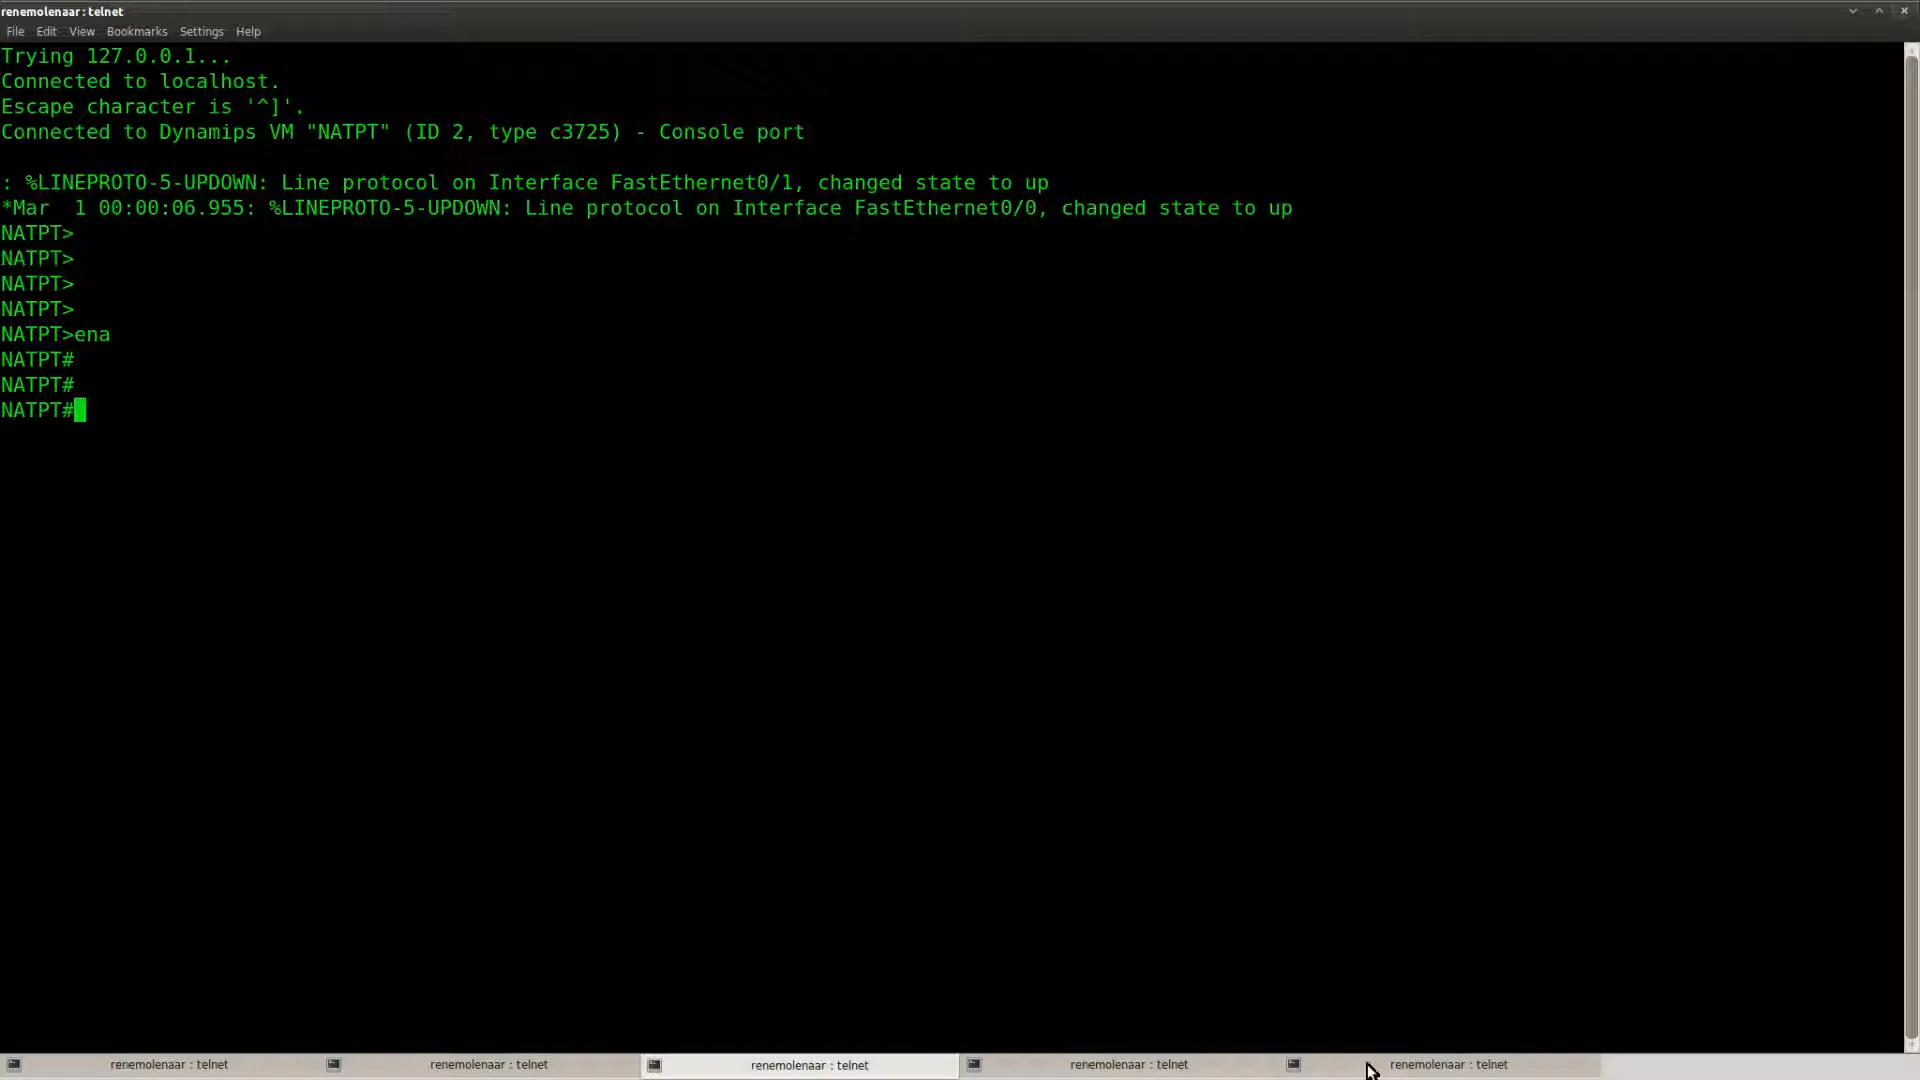 renemolenaar : telnet
File Edit View Bookmarks Settings Help
Trying 127.0.0.1...
Connected to localhost.
Escape character is '^]'.
Connected to Dynamips VM "NATPT" (ID 2, type c3725) - Console port
: %LINEPROTO-5-UPDOWN: Line protocol on Interface FastEthernet0/1, changed state to up
*Mar  1 00:00:06.955: %LINEPROTO-5-UPDOWN: Line protocol on Interface FastEthernet0/0, changed state to up
NATPT>
NATPT>
NATPT>
NATPT>
NATPT>ena
NATPT#
NATPT#
NATPT#
renemolenaar : telnet renemolenaar : telnet renemolenaar : telnet renemolenaar : telnet renemolenaar : telnet